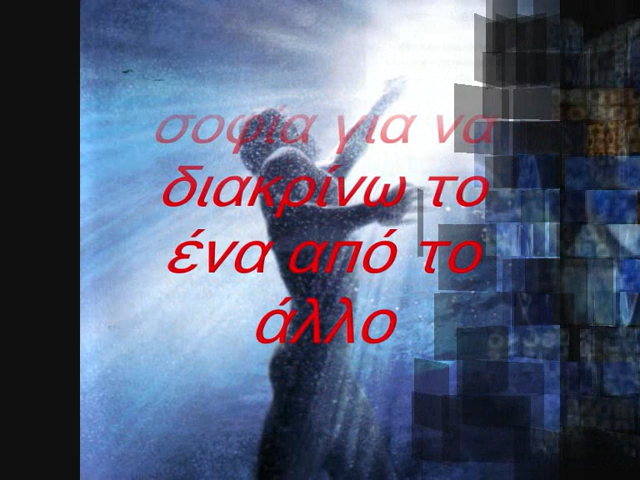 σοφία για να
διακρίνω το
ένα από το
άλλο